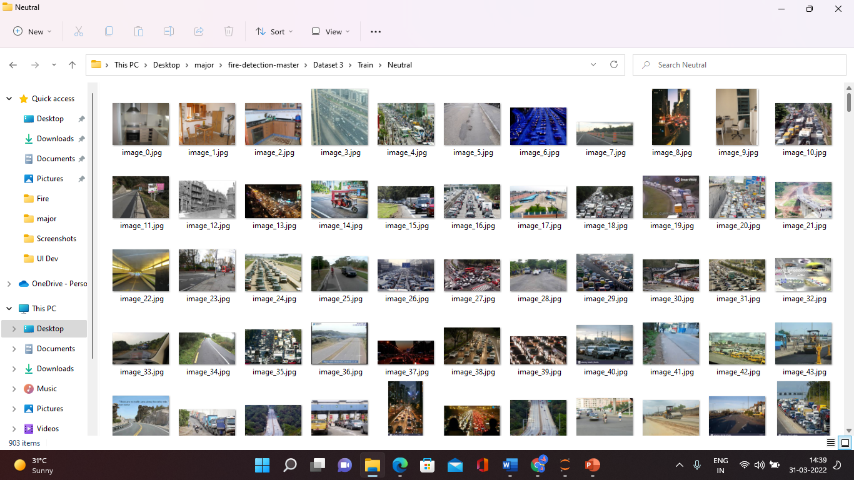 Neutral
New
Sort
View
This PC > Desktop > major > fire-detection-master > Dataset 3 > Train > Neutral
Search Neutral
Quick access
Desktop
Downloads
Documents
Pictures
Fire
major
Screenshots
UI Dev
OneDrive - Perso
This PC
Desktop
Documents
Downloads
Music
Pictures
Videos
image_0.jpg image_1.jpg image_2.jpg image_3.jpg image_4.jpg image_5.jpg image_6.jpg image_7.jpg image_8.jpg image_9.jpg image_10.jpg
image_11.jpg image_12.jpg image_13.jpg image_14.jpg image_15.jpg image_16.jpg image_17.jpg image_18.jpg image_19.jpg image_20.jpg image_21.jpg
image_22.jpg image_23.jpg image_24.jpg image_25.jpg image_26.jpg image_27.jpg image_28.jpg image_29.jpg image_30.jpg image_31.jpg image_32.jpg
image_33.jpg image_34.jpg image_35.jpg image_36.jpg image_37.jpg image_38.jpg image_39.jpg image_40.jpg image_41.jpg image_42.jpg image_43.jpg
903 items
31°C
Sunny
ENG
IN
14:39
31-03-2022